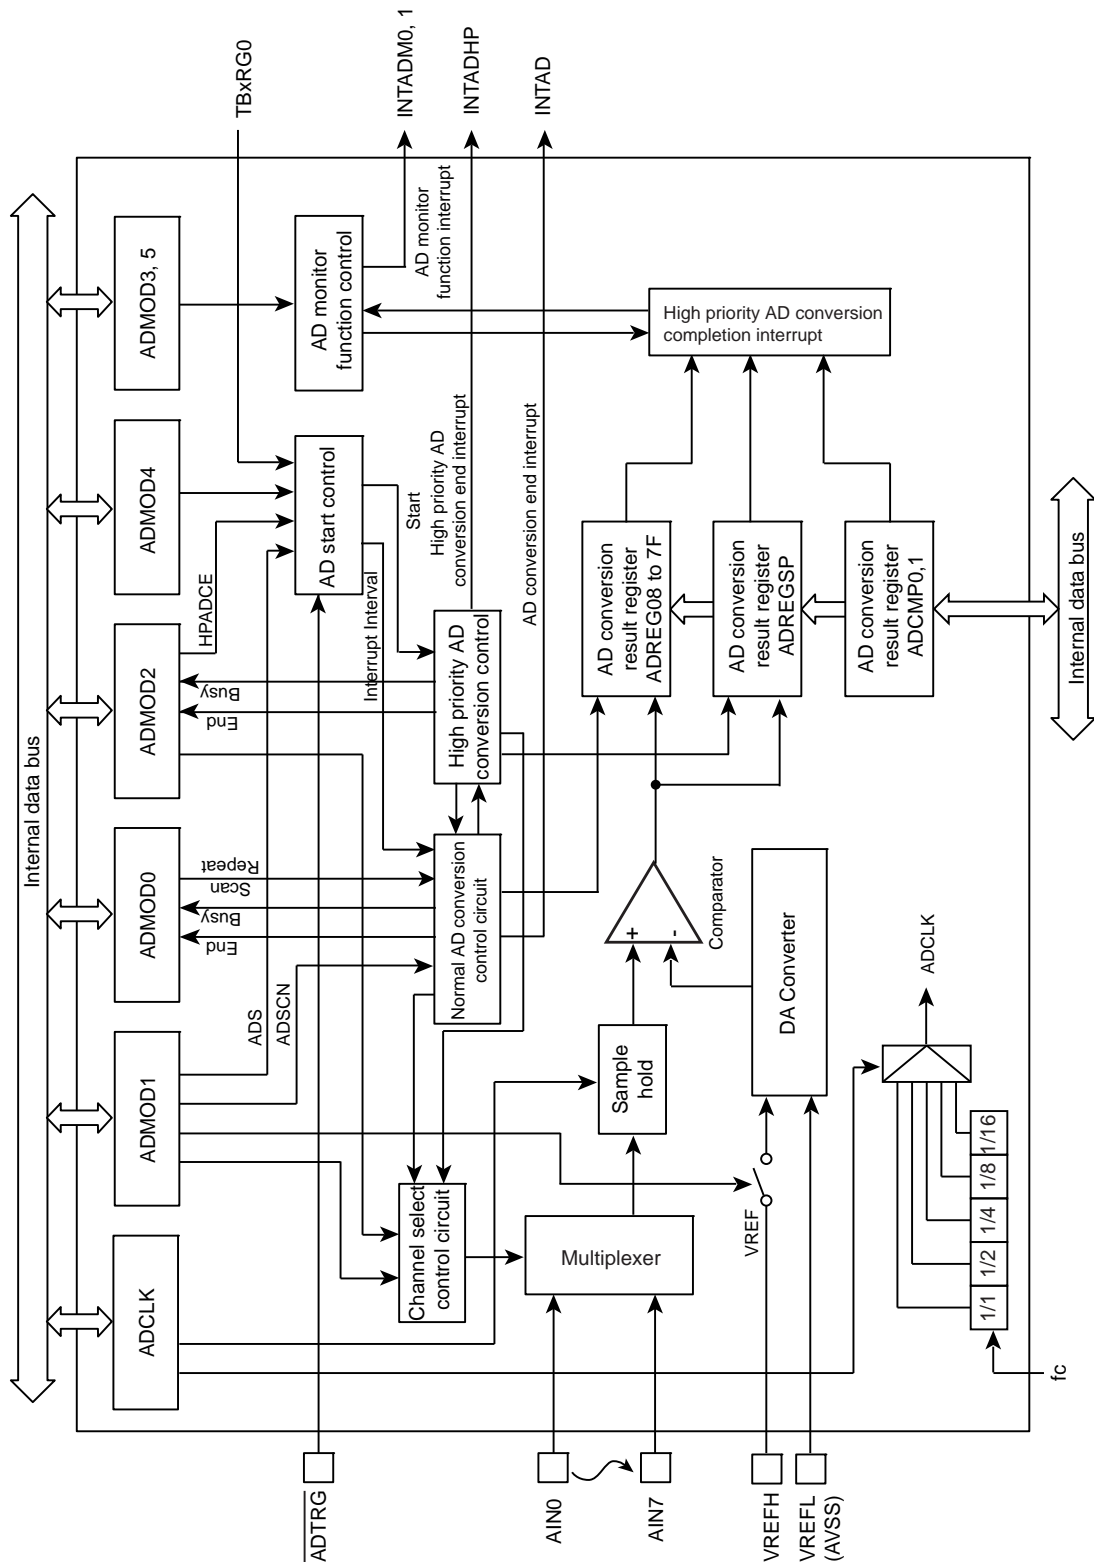 Internal data bus
ADCLK
ADMOD1
ADMOD0
ADMOD2
ADMOD4
ADMOD3, 5
ADS
ADSCN
End
Busy
Scan
Repeat
End
Busy
HPADCE
TBxRG0
ADTRG
AD start control
AD monitor
function control
INTADM0, 1
AD monitor
function interrupt
INTADHP
Interrupt Interval
Start
High priority AD
conversion end interrupt
INTAD
AD conversion end interrupt
Channel select
control circuit
Normal AD conversion
control circuit
High priority AD
conversion control
AIN0
AIN7
Multiplexer
Sample
hold
+
-
Comparator
AD conversion
result register
ADREG08 to 7F
AD conversion
result register
ADREGSP
AD conversion
result register
ADCMP0,1
High priority AD conversion
completion interrupt
VREFH
VREFL
(AVSS)
VREF
DA Converter
ADCLK
1/1
1/2
1/4
1/8
1/16
fc
Internal data bus